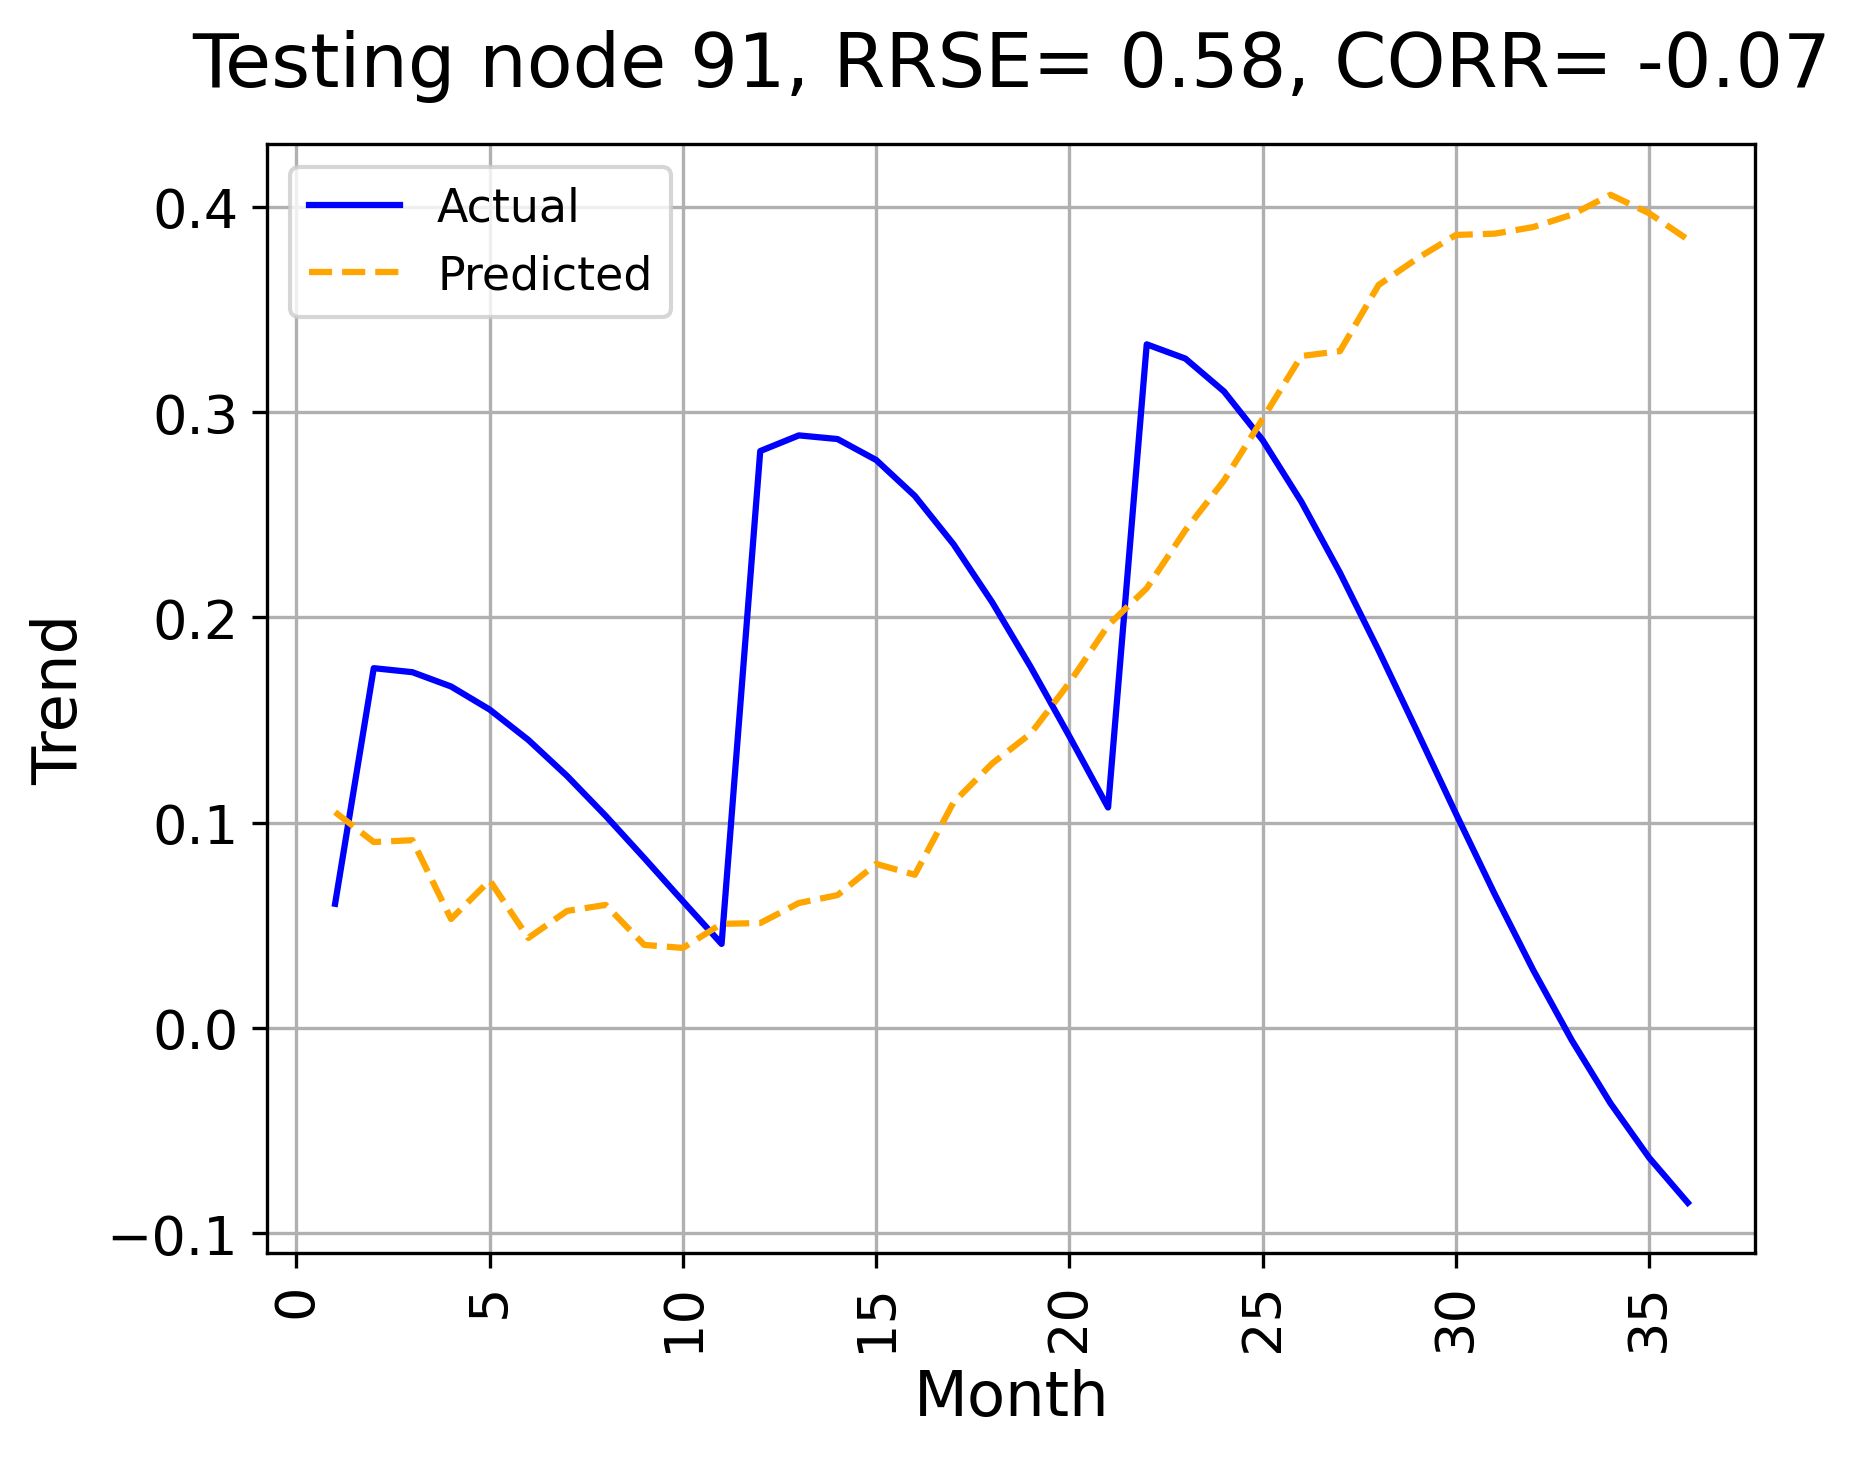 Testing node 91, RRSE= 0.58, CORR= -0.07
Actual
Predicted
Trend
0.4
0.3
0.2
0.1
0.0
−0.1
0 5 10 15 20 25 30 35
Month